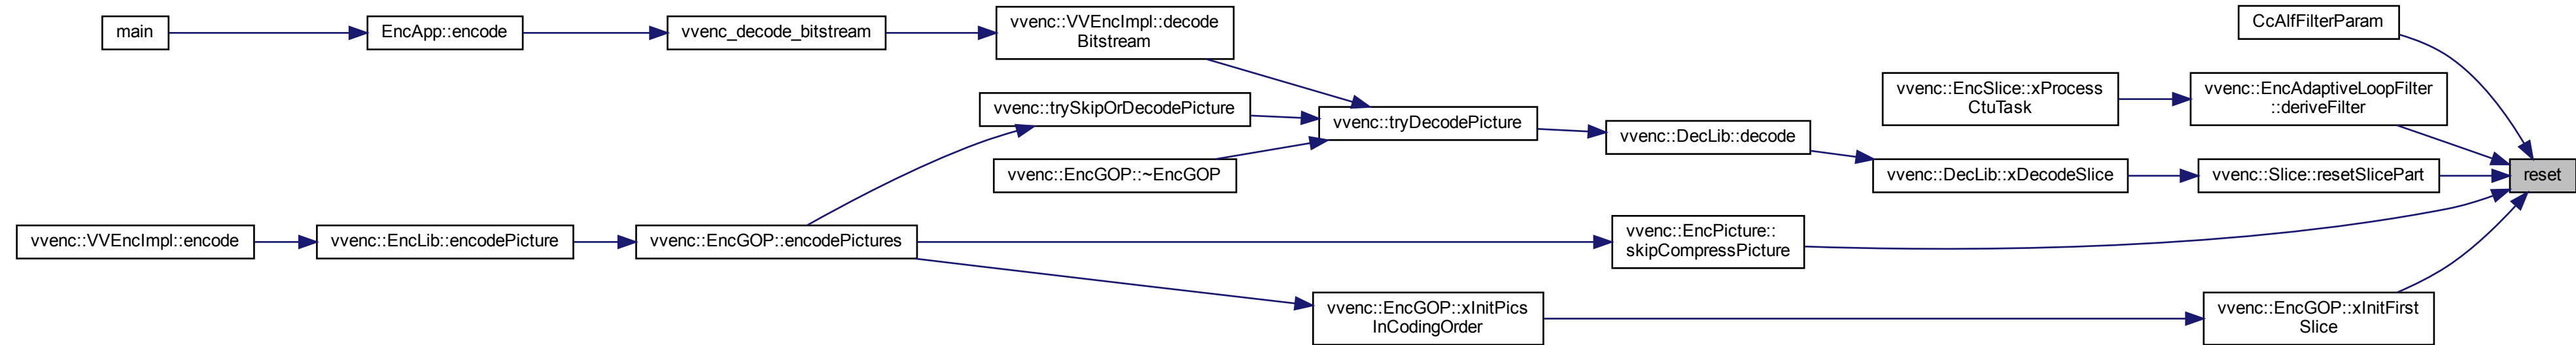 main
EncApp::encode
vvenc_decode_bitstream
vvenc::VVEncImpl::decode
Bitstream
CcAlfFilterParam
vvenc::EncSlice::xProcess
CtuTask
vvenc::EncAdaptiveLoopFilter
::deriveFilter
vvenc::trySkipOrDecodePicture
vvenc::tryDecodePicture
vvenc::DecLib::decode
vvenc::EncGOP::~EncGOP
vvenc::DecLib::xDecodeSlice
vvenc::Slice::resetSlicePart
reset
vvenc::VVEncImpl::encode
vvenc::EncLib::encodePicture
vvenc::EncGOP::encodePictures
vvenc::EncPicture::
skipCompressPicture
vvenc::EncGOP::xInitPics
InCodingOrder
vvenc::EncGOP::xInitFirst
Slice